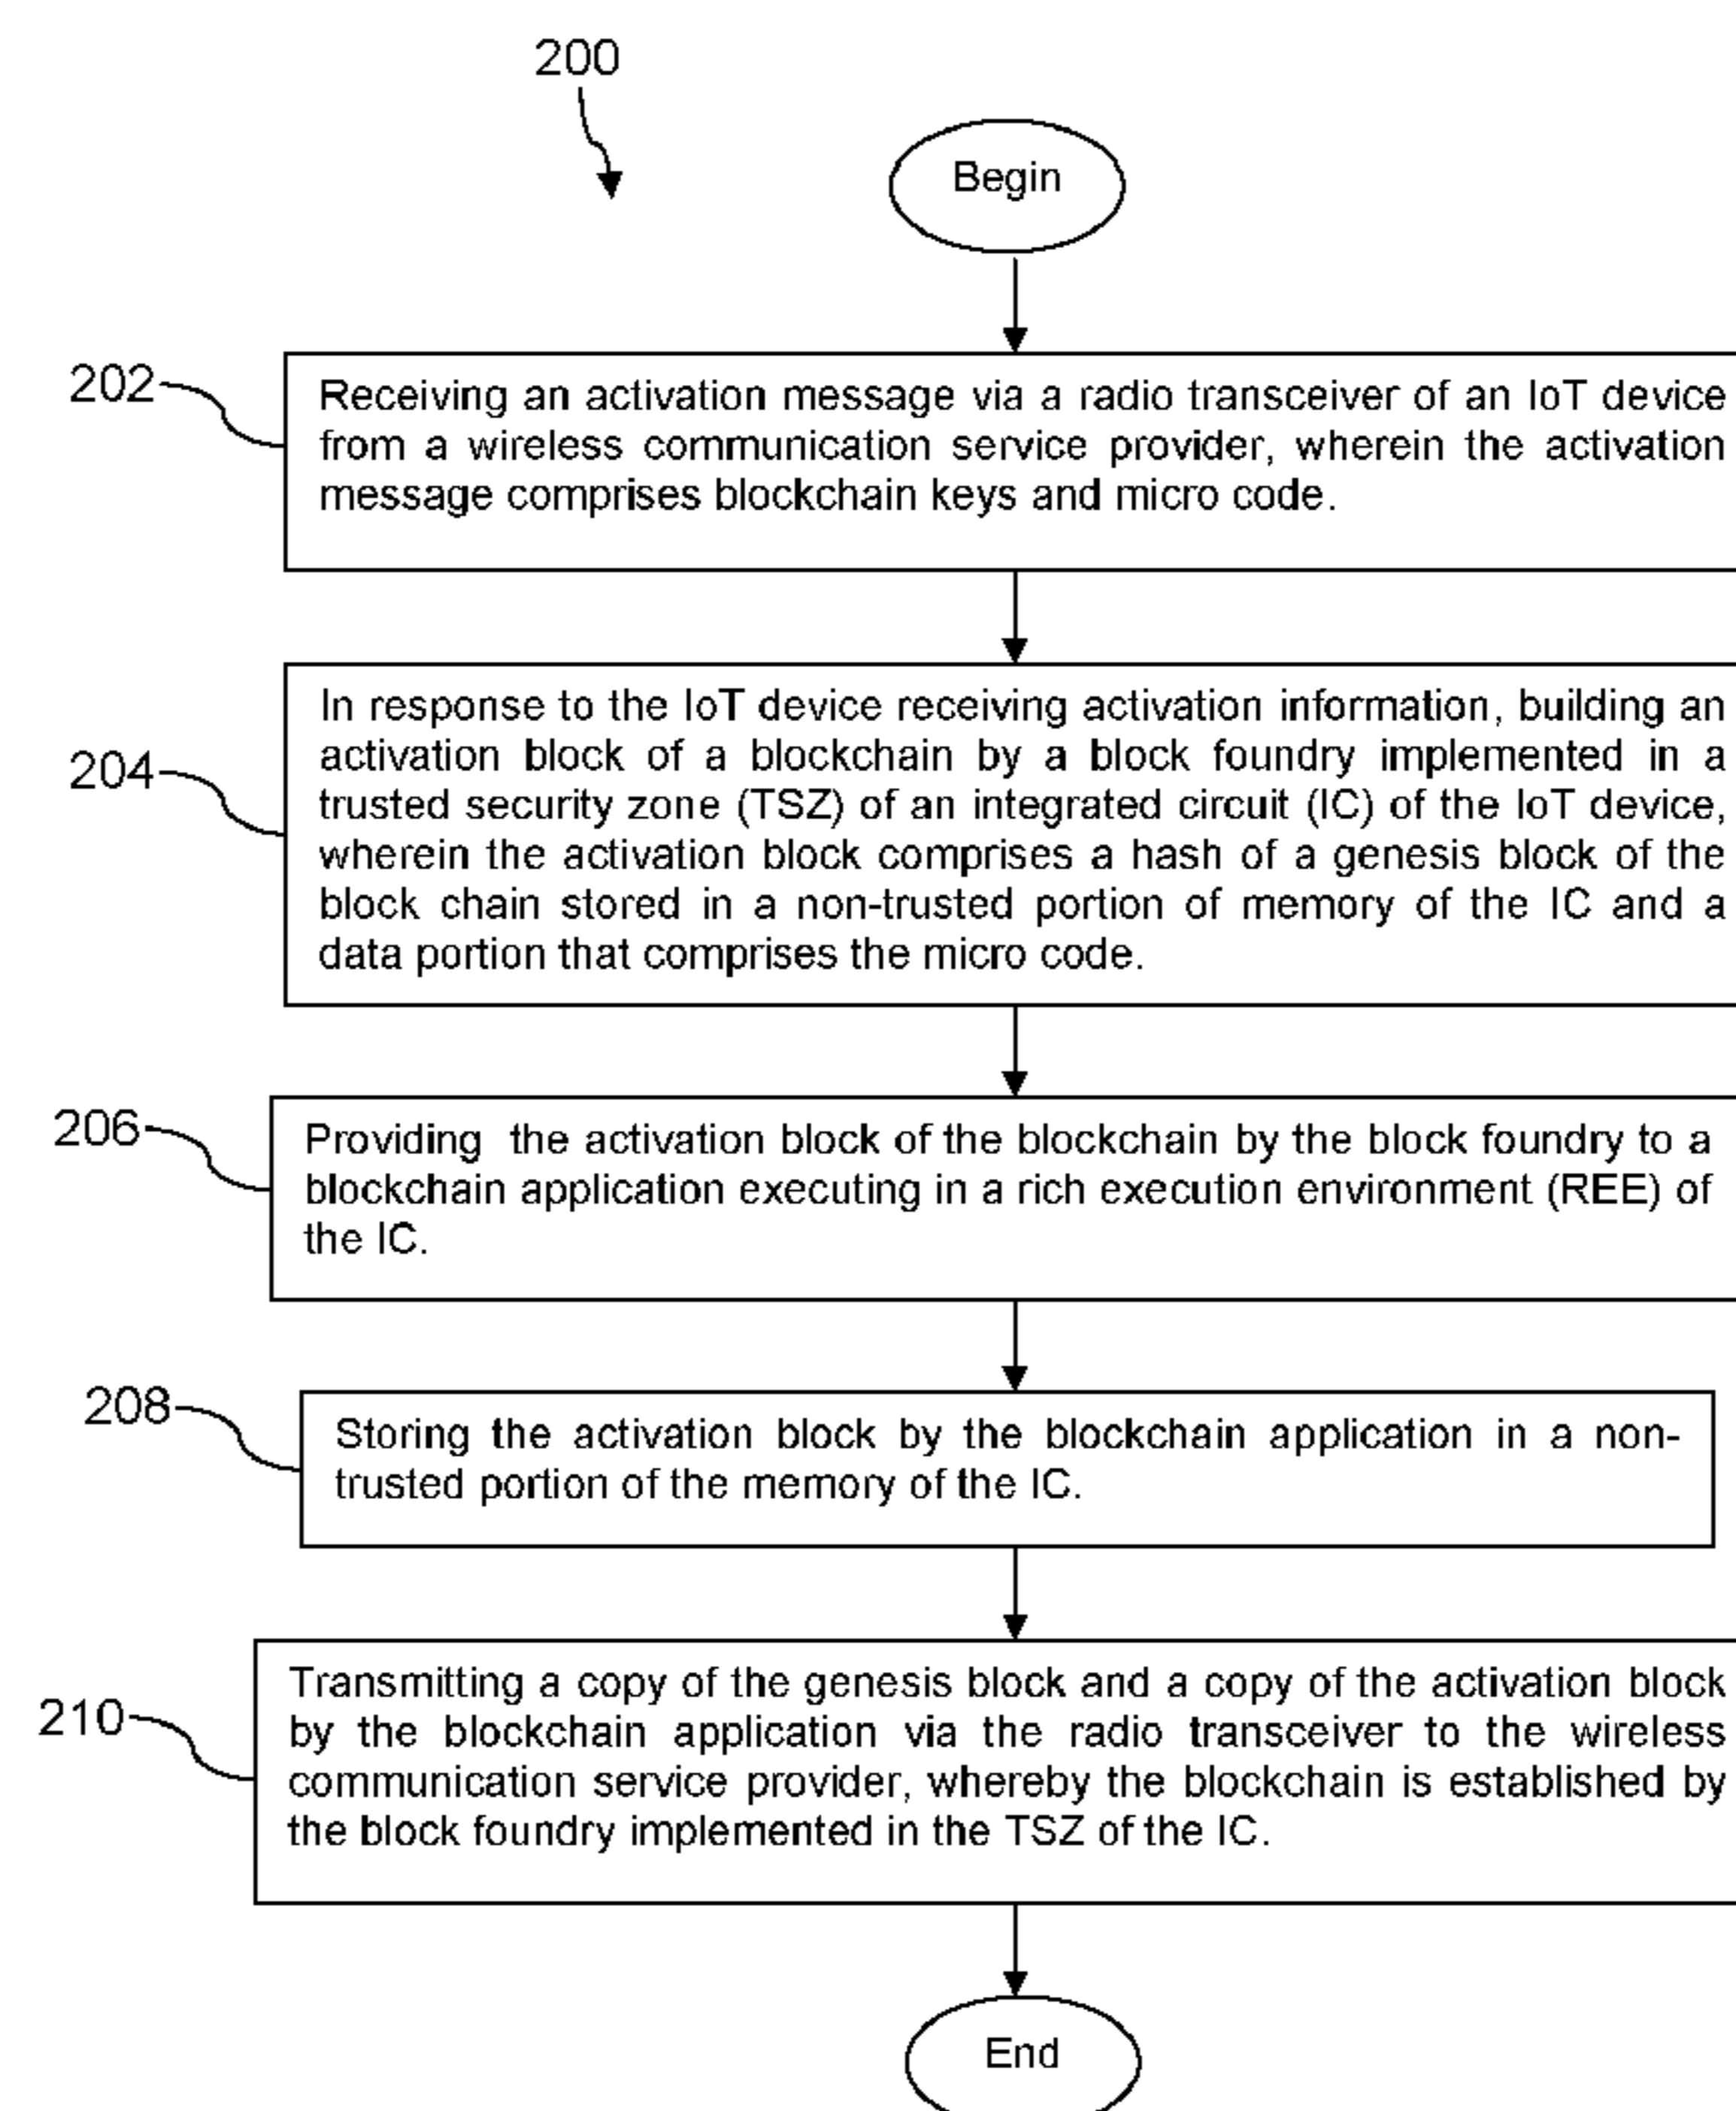 200
Begin
202
Receiving an activation message via a radio transceiver of an IoT device
from a wireless communication service provider, wherein the activation
message comprises blockchain keys and micro code.
204
In response to the IoT device receiving activation information, building an
activation block of a blockchain by a block foundry implemented in a
trusted security zone (TSZ) of an integrated circuit (IC) of the IoT device,
wherein the activation block comprises a hash of a genesis block of the
block chain stored in a non-trusted portion of memory of the IC and a
data portion that comprises the micro code.
206
Providing the activation block of the blockchain by the block foundry to a
blockchain application executing in a rich execution environment (REE) of
the IC.
208
Storing the activation block by the blockchain application in a non-
trusted portion of the memory of the IC.
210
Transmitting a copy of the genesis block and a copy of the activation block
by the blockchain application via the radio transceiver to the wireless
communication service provider, whereby the blockchain is established by
the block foundry implemented in the TSZ of the IC.
End